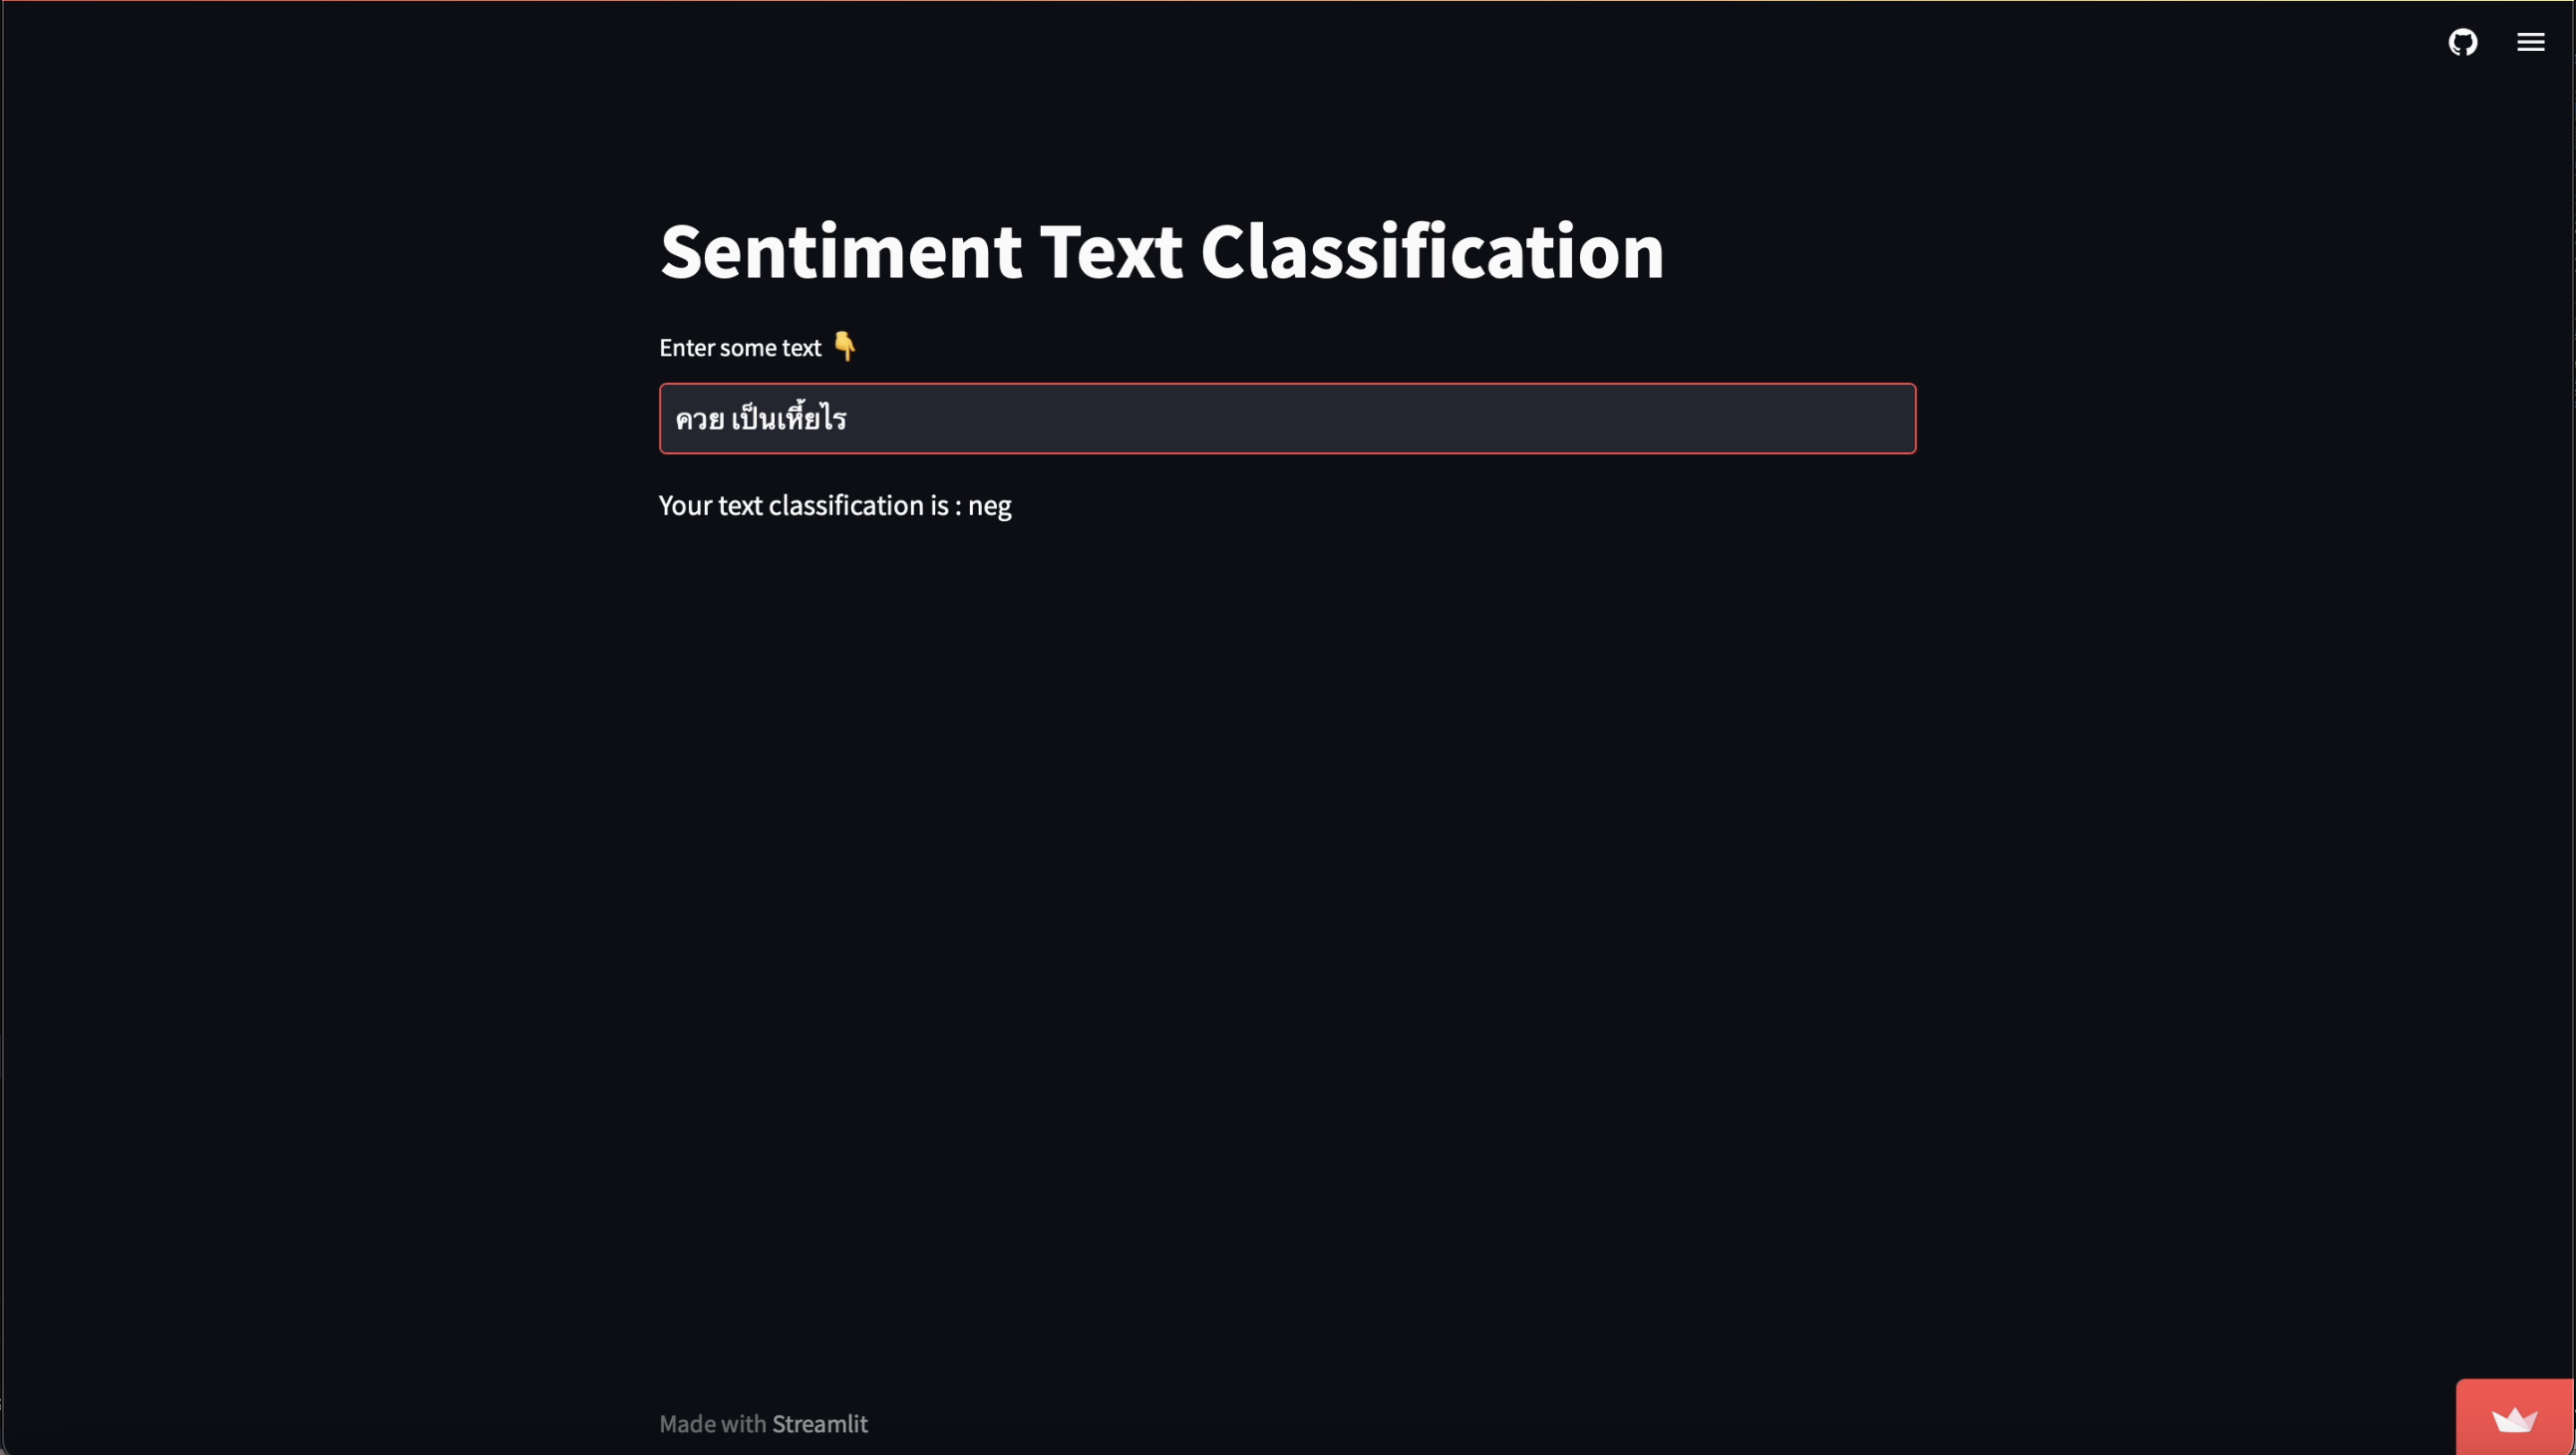 Sentiment Text Classification
Enter some text 👇
ควย เป็นเหี้ยไร
Your text classification is : neg
Made with Streamlit